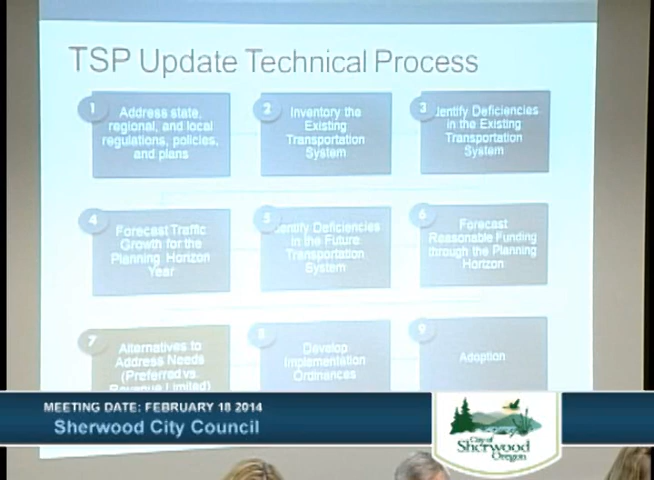 TSP Update Technical Process
1
Address state,
regional, and local
regulations, policies,
and plans
2
Inventory the
Existing
Transportation
System
3
Identify Deficiencies
in the Existing
Transportation
System
4
Forecast Traffic
Growth for the
Planning Horizon
Year
5
Identify Deficiencies
in the Future
Transportation
System
6
Forecast
Reasonable Funding
through the Planning
Horizon
7
Alternatives to
Address Needs
(Preferred vs.
Revenue Limited)
8
Develop
Implementation
Ordinances
9
Adoption
MEETING DATE: FEBRUARY 18 2014
Sherwood City Council
City of
Sherwood
Oregon